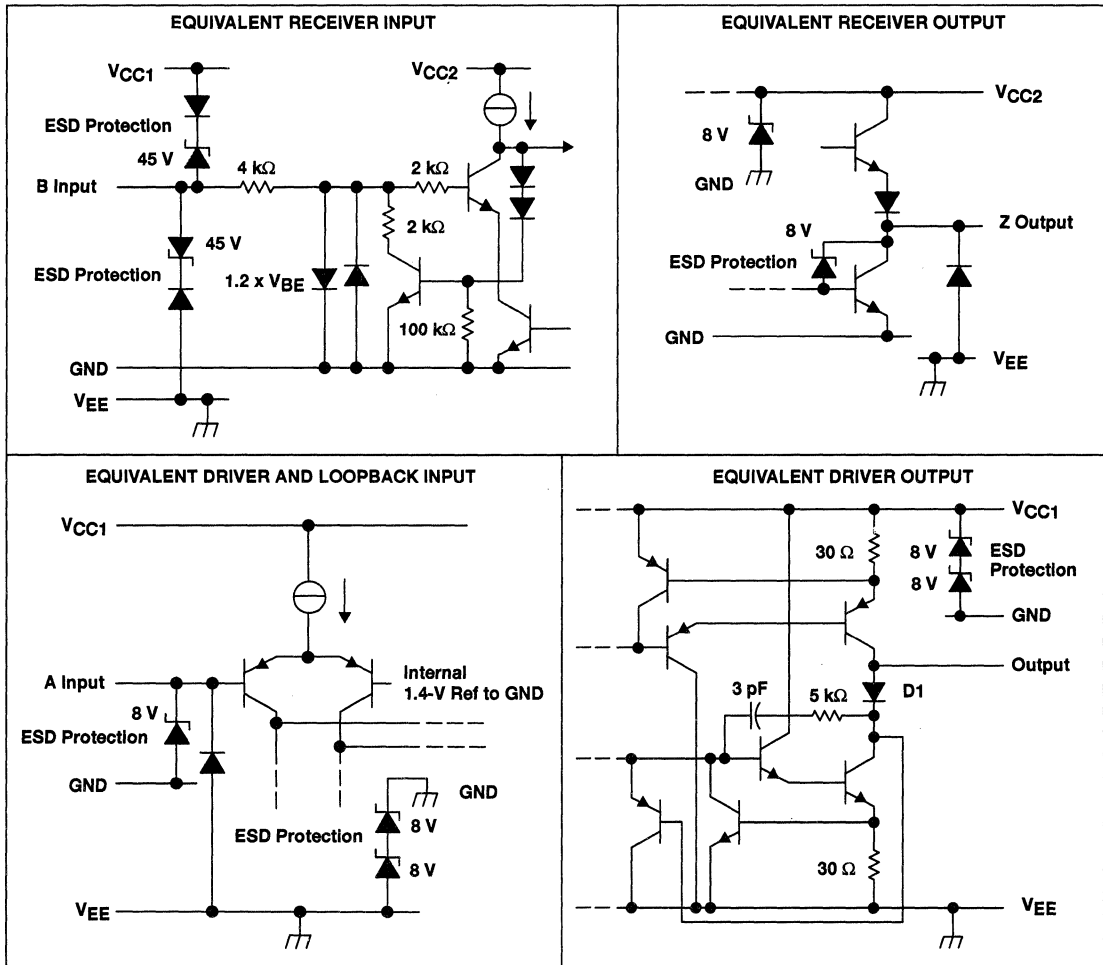 EQUIVALENT RECEIVER INPUT
VCC1
VCC2
ESD Protection
45 V
4 kΩ
2 kΩ
B Input
2 kΩ
45 V
ESD Protection
1.2 x VBE
100 kΩ
GND
VEE
EQUIVALENT RECEIVER OUTPUT
VCC2
8 V
GND
Z Output
8 V
ESD Protection
GND
VEE
EQUIVALENT DRIVER AND LOOPBACK INPUT
VCC1
A Input
Internal
1.4-V Ref to GND
8 V
ESD Protection
GND
GND
ESD Protection
8 V
8 V
VEE
EQUIVALENT DRIVER OUTPUT
VCC1
30 Ω
8 V
ESD
Protection
8 V
GND
Output
3 pF
5 kΩ
D1
30 Ω
VEE